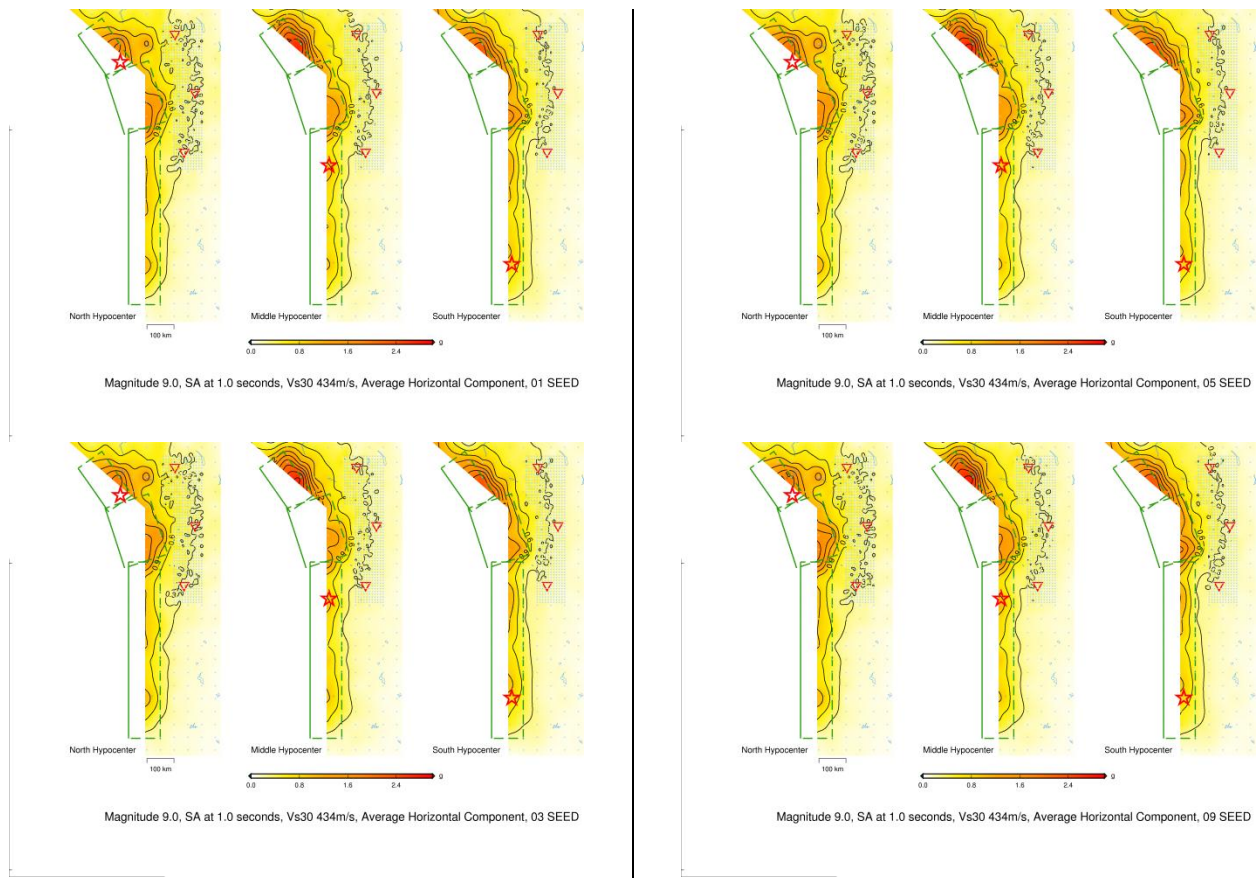 North Hypocenter Middle Hypocenter South Hypocenter
100 km
0.0 0.8 1.6 2.4 g
Magnitude 9.0, SA at 1.0 seconds, Vs30 434m/s, Average Horizontal Component, 01 SEED
North Hypocenter Middle Hypocenter South Hypocenter
100 km
0.0 0.8 1.6 2.4 g
Magnitude 9.0, SA at 1.0 seconds, Vs30 434m/s, Average Horizontal Component, 03 SEED
North Hypocenter Middle Hypocenter South Hypocenter
100 km
0.0 0.8 1.6 2.4 g
Magnitude 9.0, SA at 1.0 seconds, Vs30 434m/s, Average Horizontal Component, 05 SEED
North Hypocenter Middle Hypocenter South Hypocenter
100 km
0.0 0.8 1.6 2.4 g
Magnitude 9.0, SA at 1.0 seconds, Vs30 434m/s, Average Horizontal Component, 09 SEED